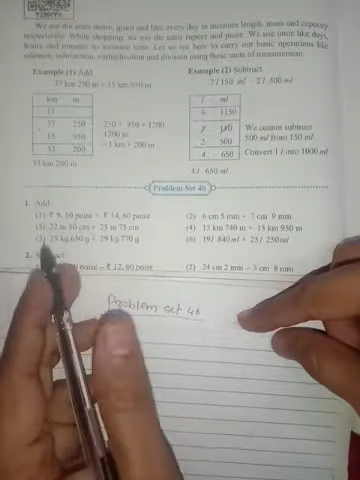 We use the units metre, gram and litre every day to measure length, mass and capacity
respectively. While shopping, we use the units rupees and paise. We use units like days,
hours and minutes to measure time. Let us see how to carry out basic operations like
addition, subtraction, multiplication and division using these units of measurement.
Example (1) Add
37 km 250 m + 15 km 950 m
km m
11
37 250
+ 15 950
53 200
250 + 950 = 1200
1200 m
= 1 km + 200 m
53 km 200 m
Example (2) Subtract
7 l 150 ml - 2 l 500 ml
l ml
6 1150
7 150
2 500
4 650
We cannot subtract
500 ml from 150 ml
Convert 1 l into 1000 ml
4 l 650 ml
Problem Set 46
1. Add
(1) ₹ 9, 50 paise + ₹ 14, 60 paise
(2) 6 cm 5 mm + 7 cm 9 mm
(3) 22 m 50 cm + 25 m 75 cm
(4) 15 km 740 m + 13 km 950 m
(5) 25 kg 650 g + 29 kg 770 g
(6) 19 l 840 ml + 25 l 250 ml
2.
paise - ₹ 12, 60 paise
(2) 24 cm 2 mm - 3 cm 8 mm
Problem set 46